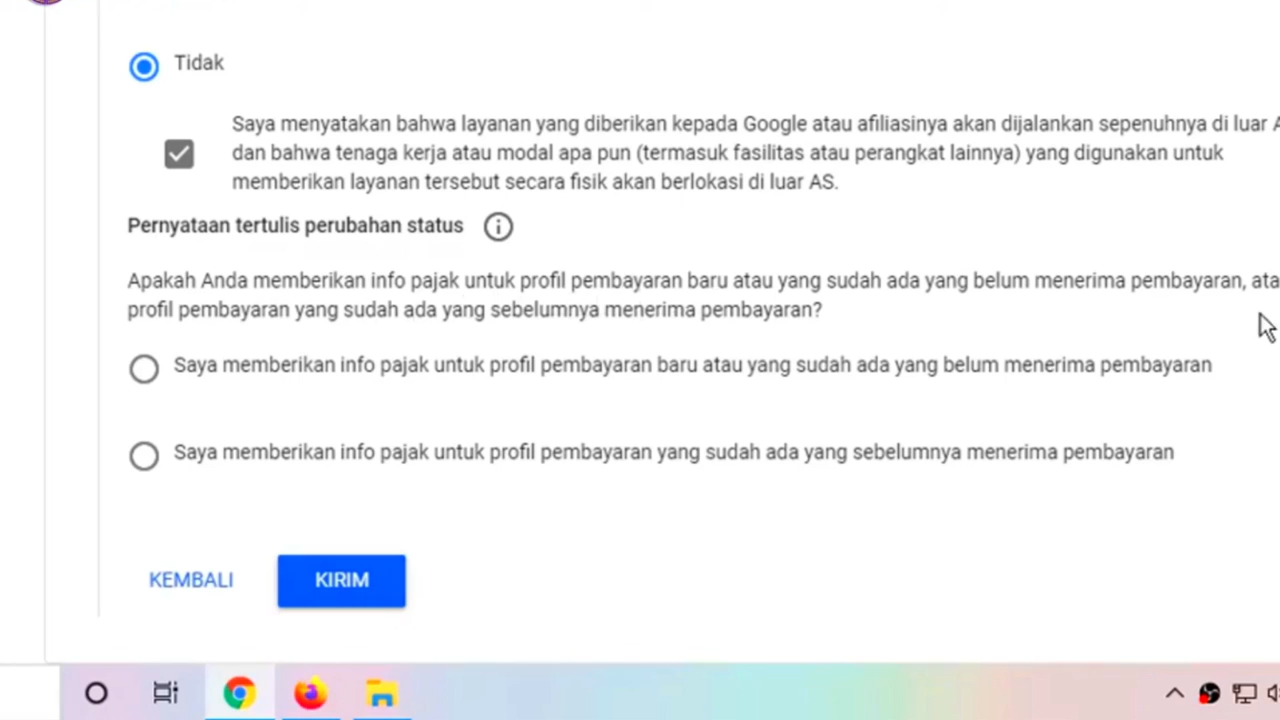 Tidak
Saya menyatakan bahwa layanan yang diberikan kepada Google atau afiliasinya akan dijalankan sepenuhnya di luar
dan bahwa tenaga kerja atau modal apa pun (termasuk fasilitas atau perangkat lainnya) yang digunakan untuk
memberikan layanan tersebut secara fisik akan berlokasi di luar AS.
Pernyataan tertulis perubahan status
Apakah Anda memberikan info pajak untuk profil pembayaran baru atau yang sudah ada yang belum menerima pembayaran,
profil pembayaran yang sudah ada yang sebelumnya menerima pembayaran?
Saya memberikan info pajak untuk profil pembayaran baru atau yang sudah ada yang belum menerima pembayaran
Saya memberikan info pajak untuk profil pembayaran yang sudah ada yang sebelumnya menerima pembayaran
KEMBALI
KIRIM